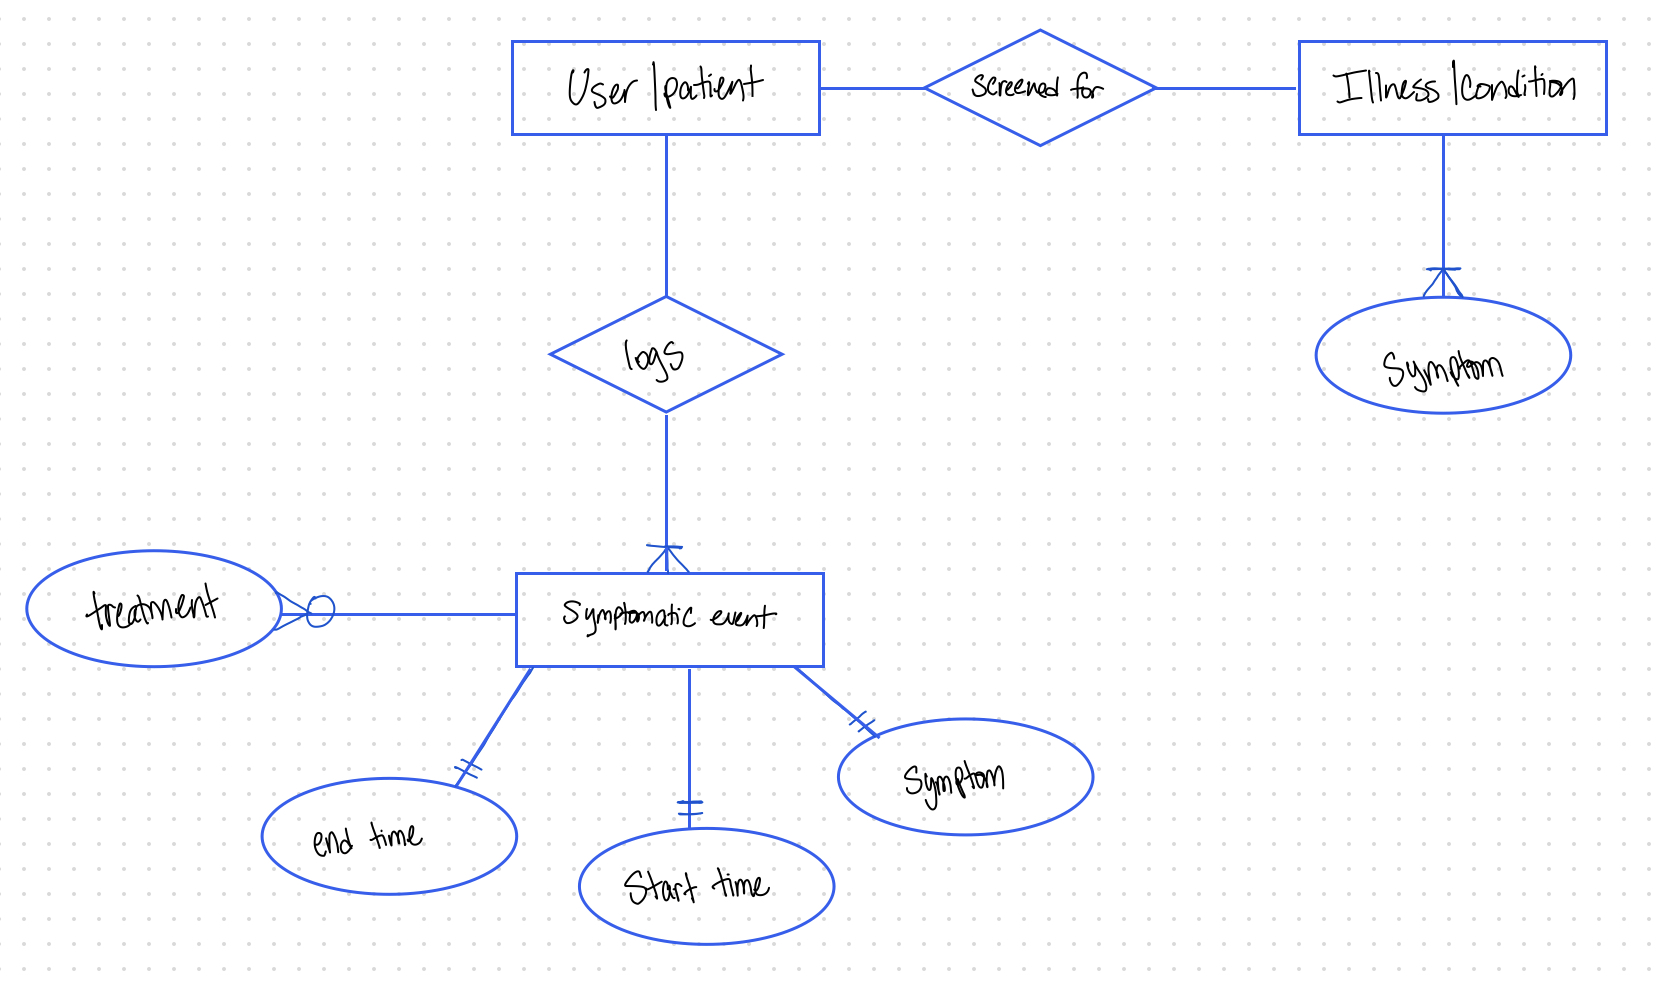 User/patient
screened for
Illness/condition
logs
Symptom
treatment
Symptomatic event
Symptom
end time
Start time